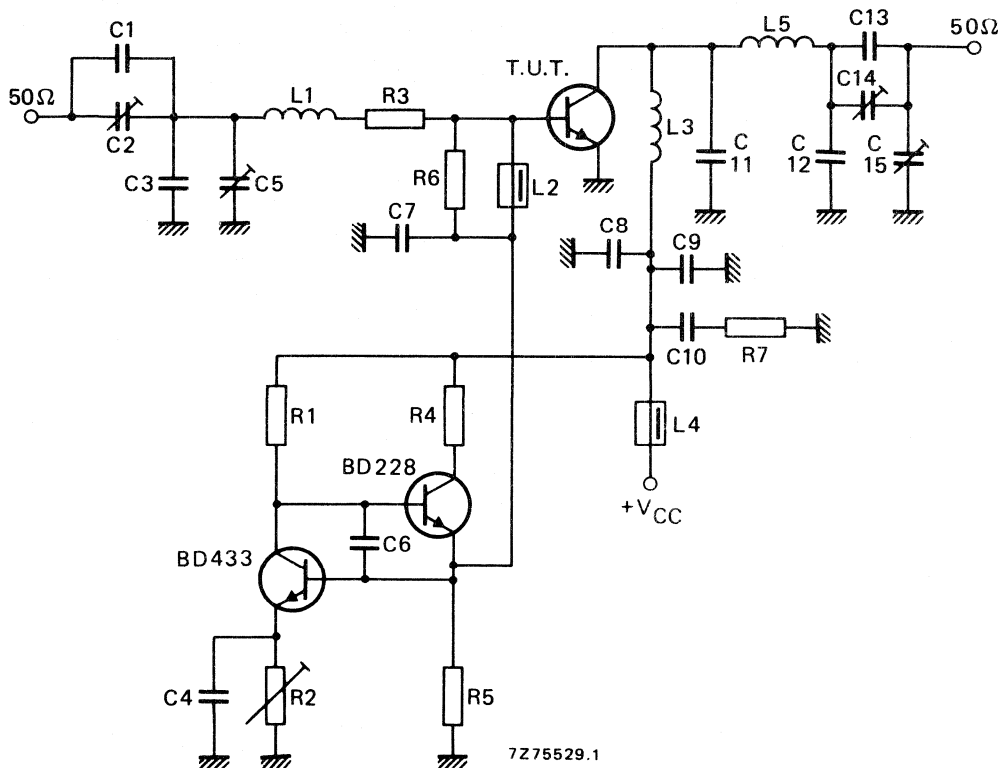 C1
50Ω
C2
C3
C5
L1
R3
T.U.T.
R6
L2
C7
L3
C
11
L5
C13
50Ω
C14
C
12
C
15
C8
C9
C10
R7
R1
R4
L4
+VCC
BD228
C6
BD433
C4
R2
R5
7Z75529.1